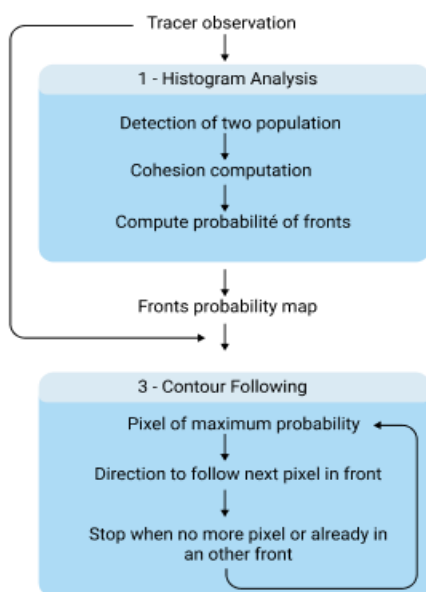 Tracer observation
1 - Histogram Analysis
Detection of two population
Cohesion computation
Compute probabilité of fronts
Fronts probability map
3 - Contour Following
Pixel of maximum probability
Direction to follow next pixel in front
Stop when no more pixel or already in
an other front